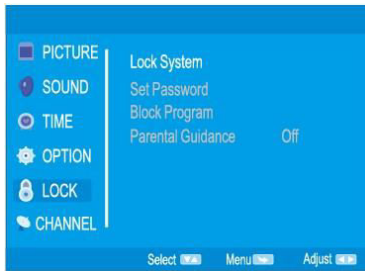 PICTURE
SOUND
TIME
OPTION
LOCK
CHANNEL
Lock System
Set Password
Block Program
Parental Guidance Off
Select Menu Adjust